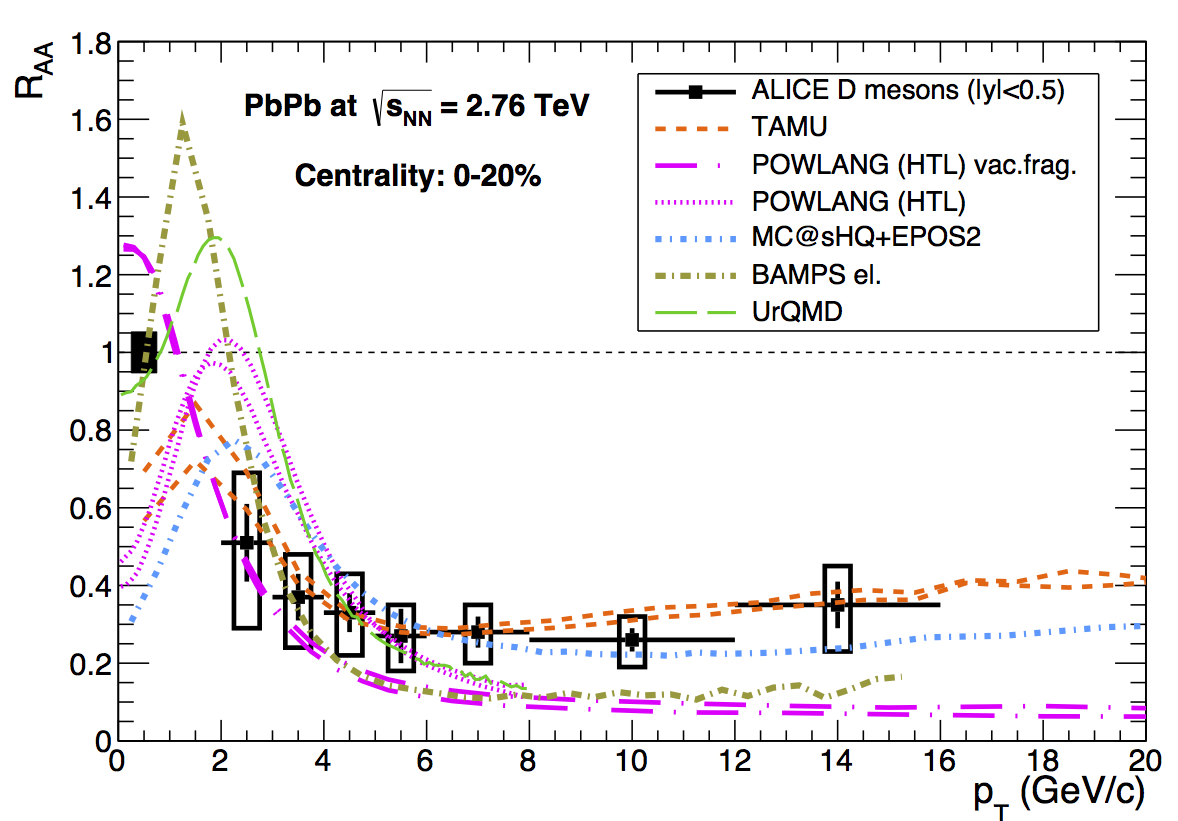 R_AA
1.8
1.6
1.4
1.2
1
0.8
0.6
0.4
0.2
0
PbPb at √s_NN = 2.76 TeV
Centrality: 0-20%
ALICE D mesons (|y|<0.5)
TAMU
POWLANG (HTL) vac.frag.
POWLANG (HTL)
MC@sHQ+EPOS2
BAMPS el.
UrQMD
0 2 4 6 8 10 12 14 16 18 20
p_T (GeV/c)